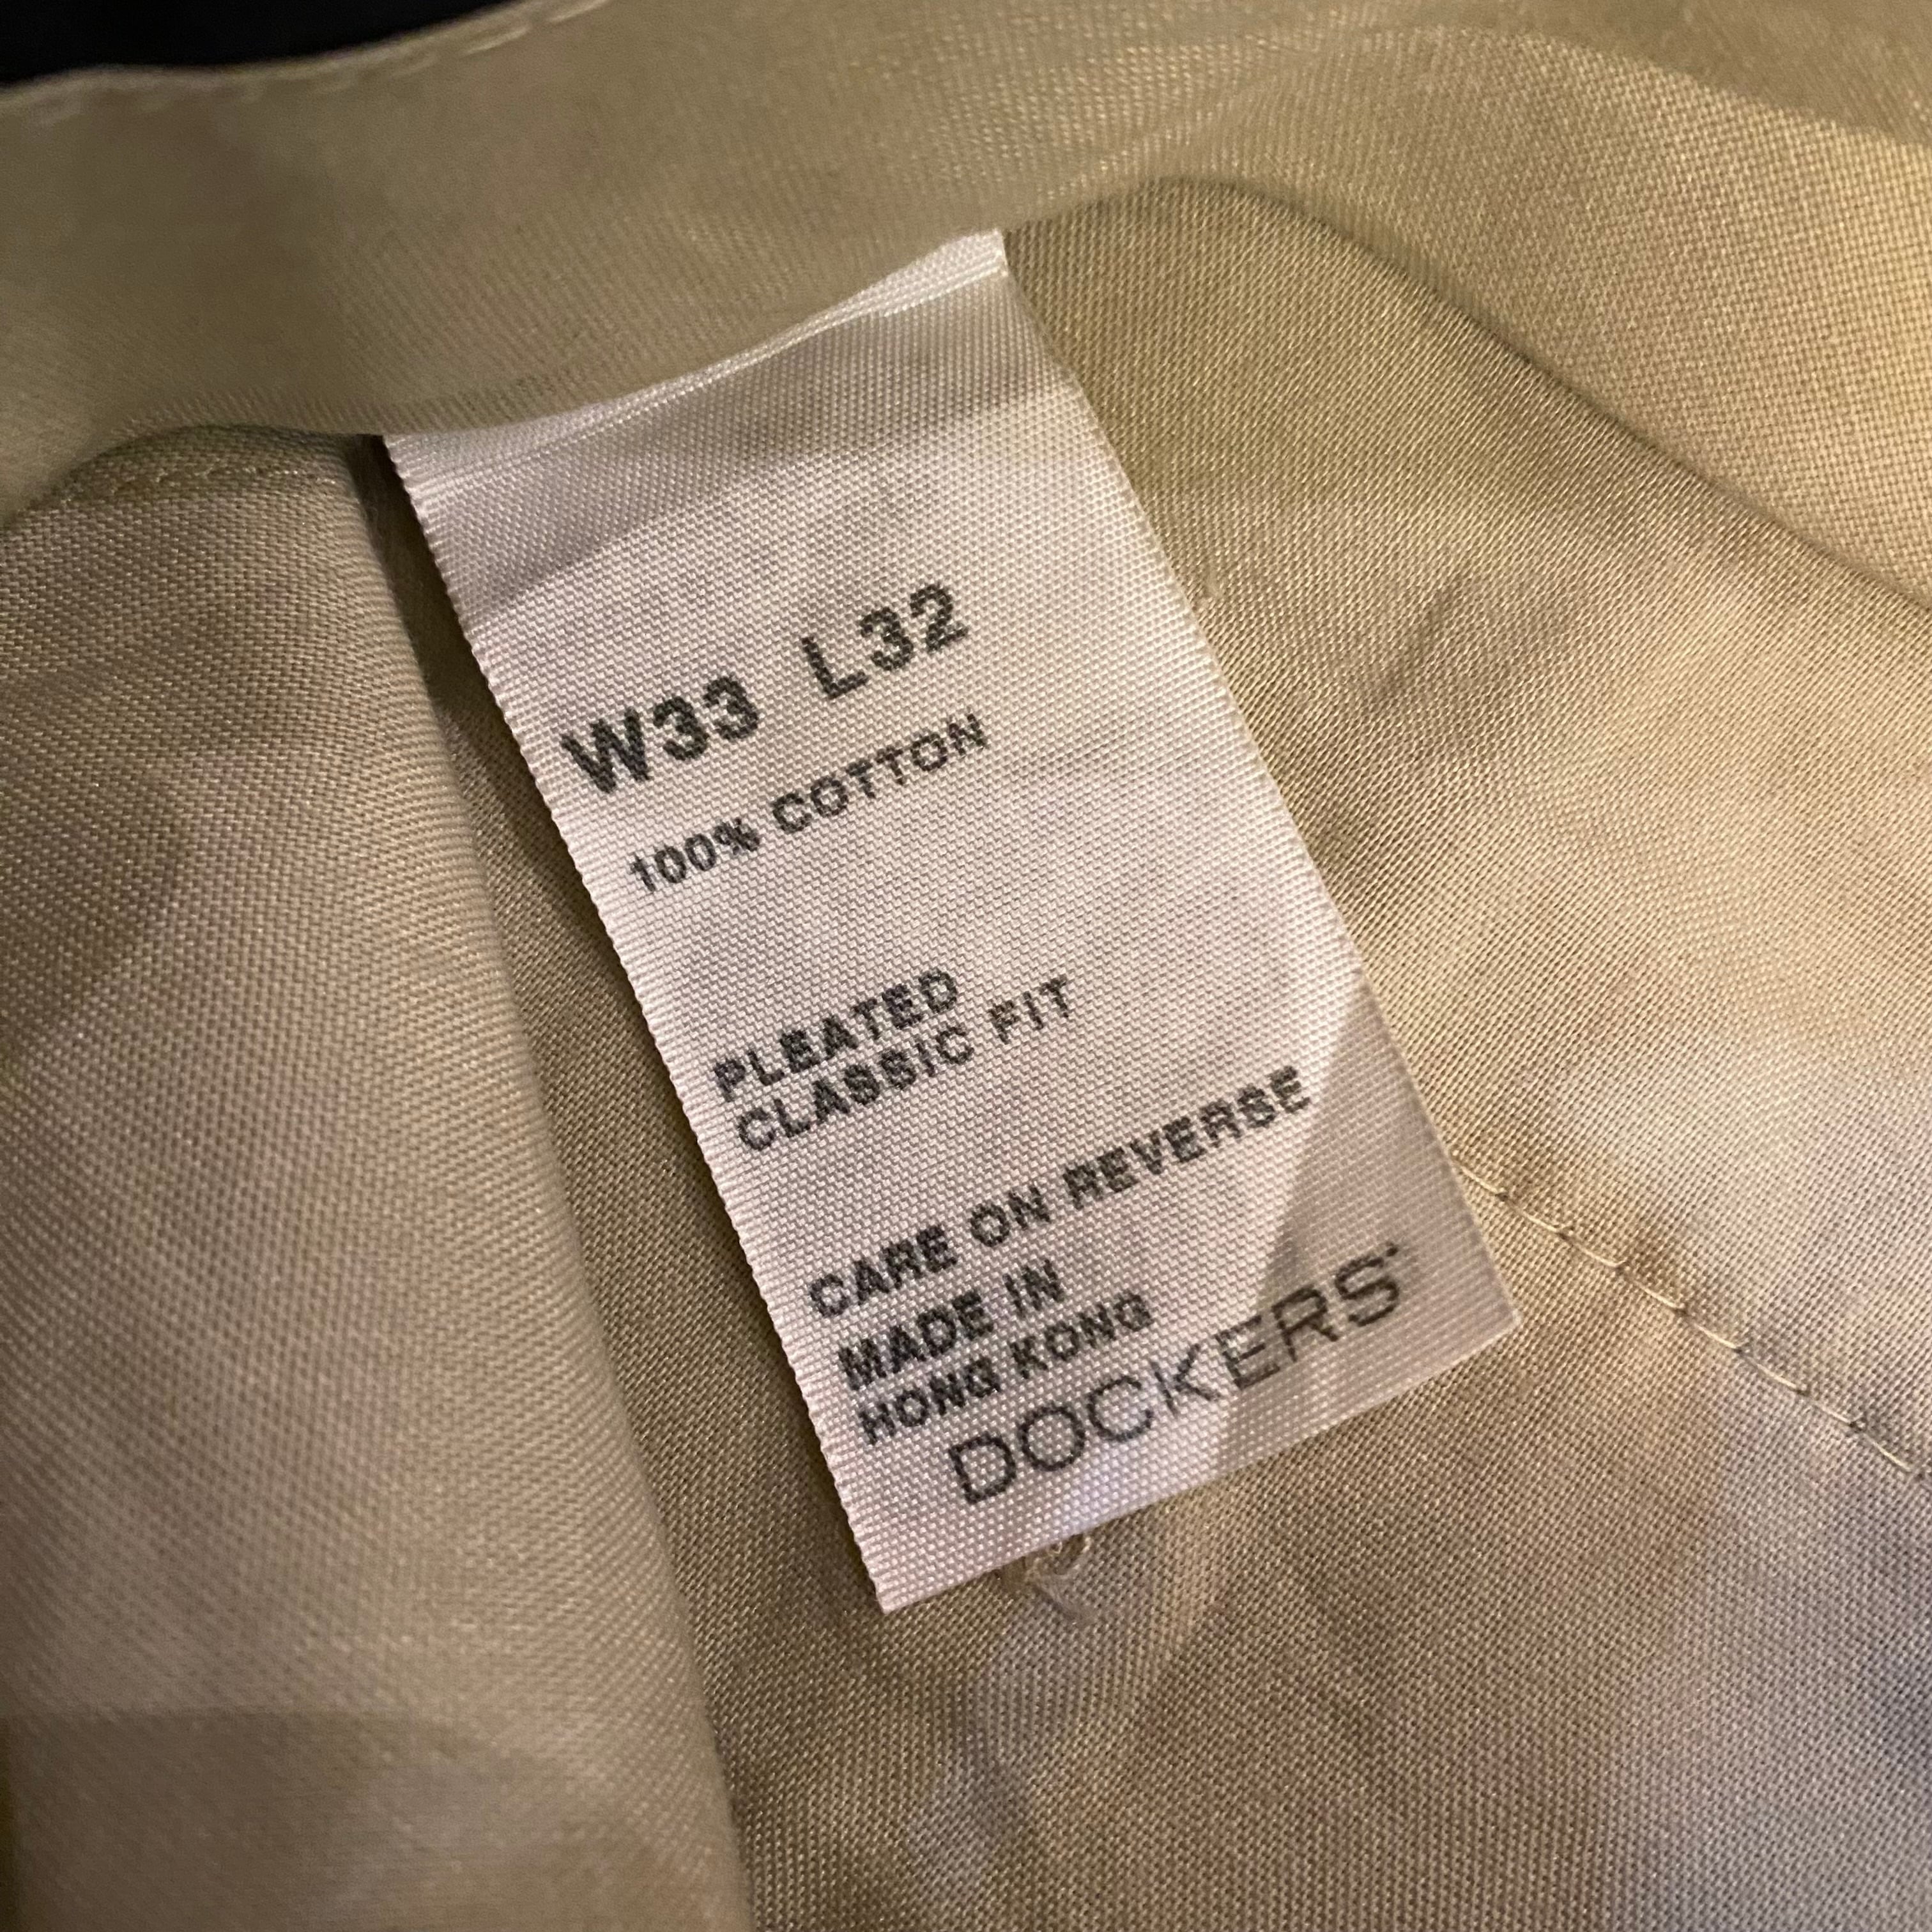 W33 L32
100% COTTON
PLEATED
CLASSIC FIT
CARE ON REVERSE
MADE IN
HONG KONG
DOCKERS